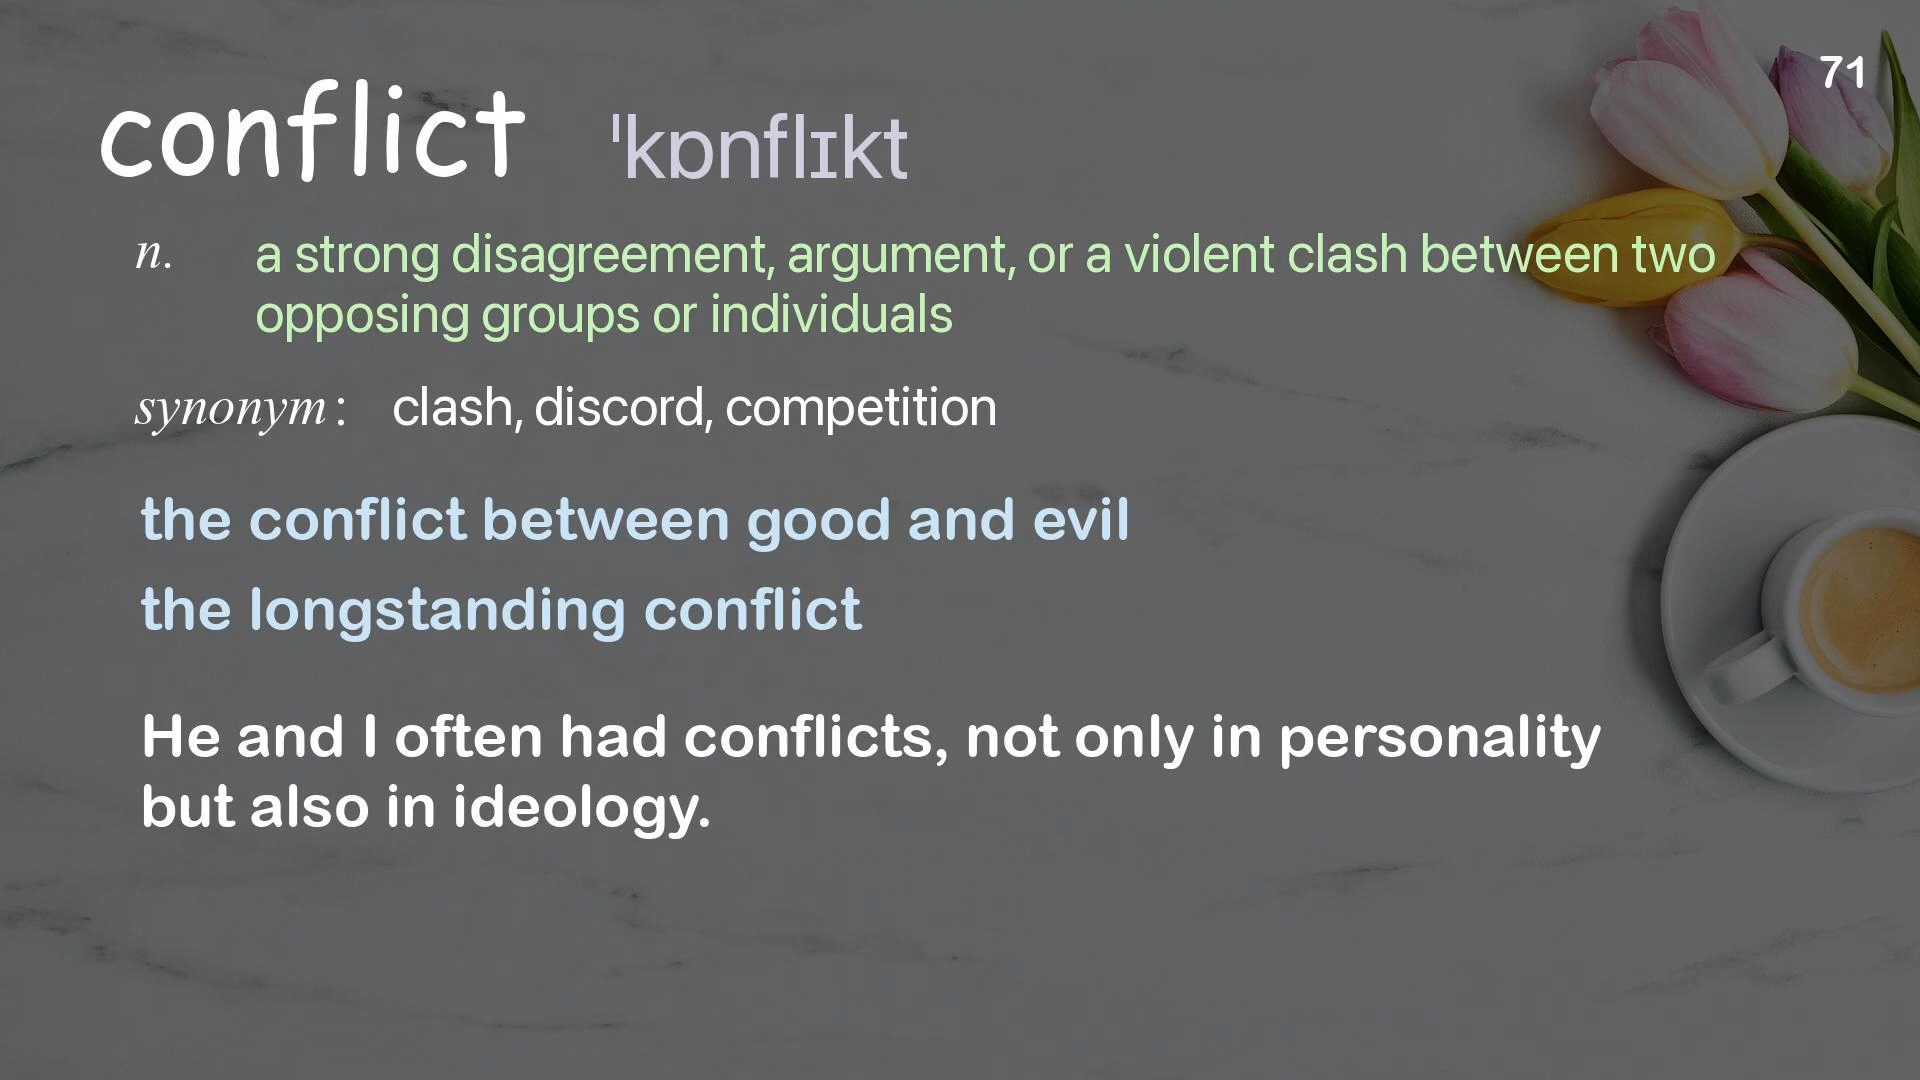 71
conflict ˈkɒnflɪkt
n. a strong disagreement, argument, or a violent clash between two
opposing groups or individuals
synonym: clash, discord, competition
the conflict between good and evil
the longstanding conflict
He and I often had conflicts, not only in personality
but also in ideology.